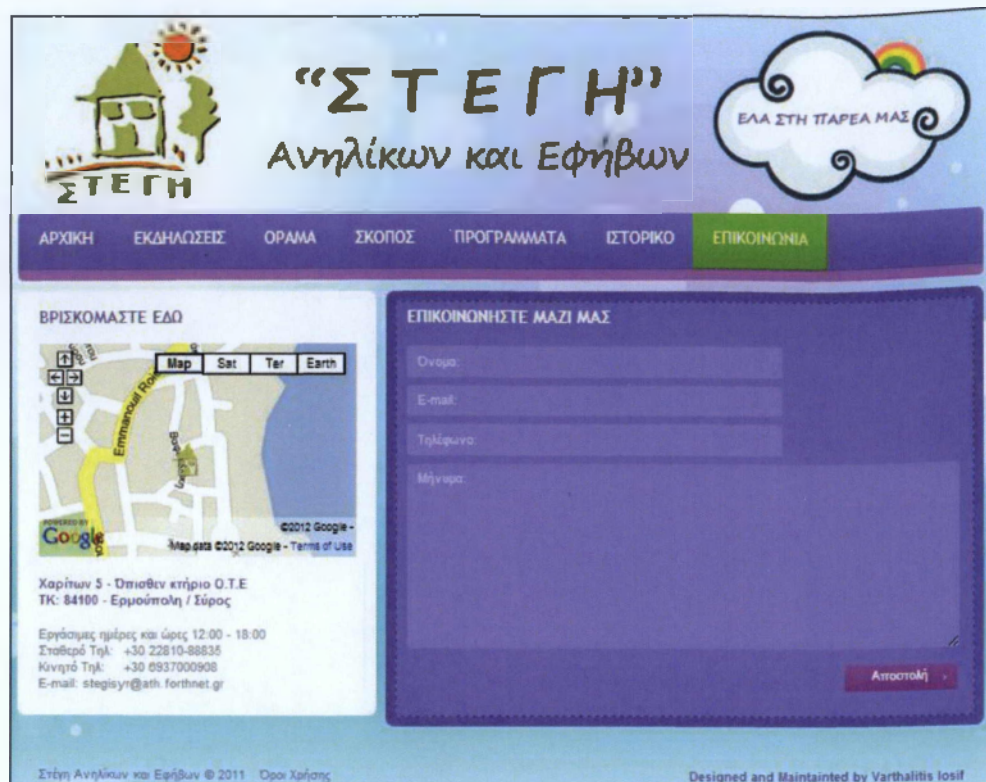 ΣΤΕΓΗ
“ΣΤΕΓΗ”
Ανηλίκων και Εφηβων
ΕΛΑ ΣΤΗ ΠΑΡΕΑ ΜΑΣ
ΑΡΧΙΚΗ ΕΚΔΗΛΩΣΕΙΣ ΟΡΑΜΑ ΣΚΟΠΟΣ ΠΡΟΓΡΑΜΜΑΤΑ ΙΣΤΟΡΙΚΟ ΕΠΙΚΟΙΝΩΝΙΑ
ΒΡΙΣΚΟΜΑΣΤΕ ΕΔΩ
Map Sat Ter Earth
Emmanouil
POWERED BY
Google
©2012 Google -
Map data ©2012 Google - Terms of Use
Χαρίτων 5 - Όπισθεν κτήριο Ο.Τ.Ε
ΤΚ: 84100 - Ερμούπολη / Σύρος
Εργάσιμες ημέρες και ώρες 12:00 - 18:00
Σταθερό Τηλ: +30 22810-88835
Κινητό Τηλ: +30 6937000908
E-mail: stegisyr@ath.forthnet.gr
ΕΠΙΚΟΙΝΩΝΗΣΤΕ ΜΑΖΙ ΜΑΣ
Όνομα:
E-mail:
Τηλέφωνο:
Μήνυμα:
Αποστολή
Στέγη Ανηλίκων και Εφήβων © 2011 Όροι Χρήσης
Designed and Maintainted by Varthalitis Iosif